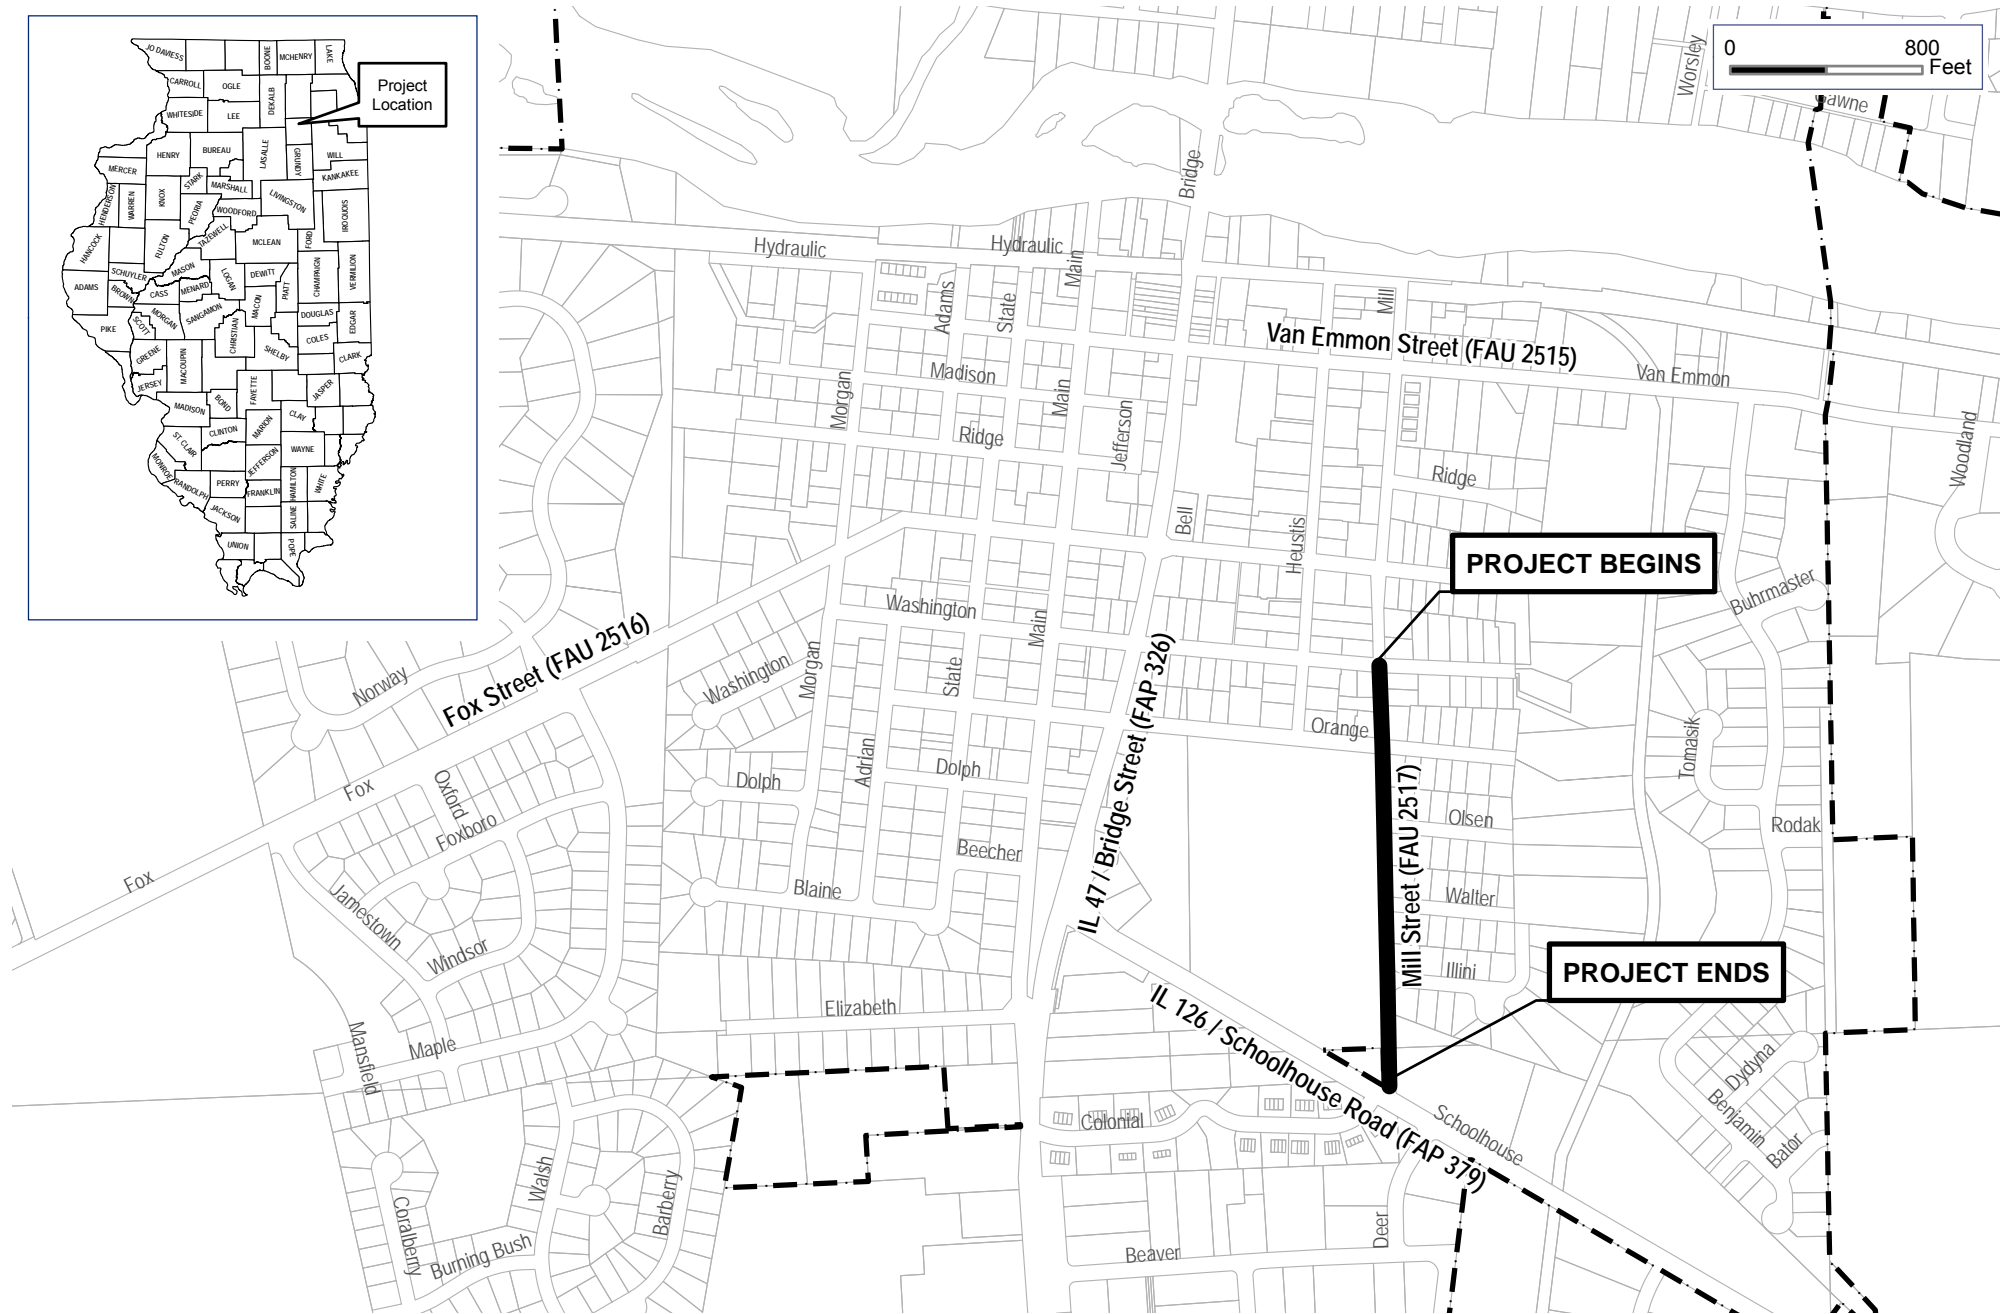 JO DAVIESS
BOONE
MCHENRY
LAKE
CARROLL
OGLE
DEKALB
Project
Location
WHITESIDE
LEE
HENRY
BUREAU
LASALLE
GRUNDY
WILL
MERCER
STARK
MARSHALL
KANKAKEE
HENDERSON
WARREN
KNOX
PEORIA
WOODFORD
LIVINGSTON
IROQUOIS
HANCOCK
FULTON
TAZEWELL
MCLEAN
FORD
SCHUYLER
MASON
LOGAN
DEWITT
CHAMPAIGN
VERMILION
ADAMS
BROWN
CASS
MENARD
MACON
PIATT
PIKE
SCOTT
MORGAN
SANGAMON
CHRISTIAN
DOUGLAS
EDGAR
COLES
GREENE
MACOUPIN
SHELBY
CLARK
JERSEY
FAYETTE
JASPER
MADISON
BOND
CLAY
ST. CLAIR
CLINTON
MARION
MONROE
RANDOLPH
JEFFERSON
WAYNE
PERRY
FRANKLIN
HAMILTON
WHITE
JACKSON
SALINE
UNION
POPE
0
800
Feet
Worsley
Gawne
Bridge
Hydraulic
Hydraulic
Main
Adams
State
Mill
Van Emmon Street (FAU 2515)
Madison
Van Emmon
Morgan
Main
Jefferson
Ridge
Woodland
Ridge
Bell
Heustis
PROJECT BEGINS
Buhrmaster
Washington
Main
Fox Street (FAU 2516)
Norway
Washington
Morgan
State
IL 47 / Bridge Street (FAP 326)
Orange
Tomasik
Adrian
Dolph
Dolph
Fox
Oxford
Foxboro
Mill Street (FAU 2517)
Olsen
Rodak
Beecher
Fox
Blaine
Walter
Jamestown
Windsor
Illini
PROJECT ENDS
Elizabeth
IL 126 / Schoolhouse Road (FAP 379)
Mansfield
Maple
Dydyna
Colonial
Schoolhouse
Benjamin
Bator
Walsh
Barberry
Coralberry
Deer
Burning Bush
Beaver